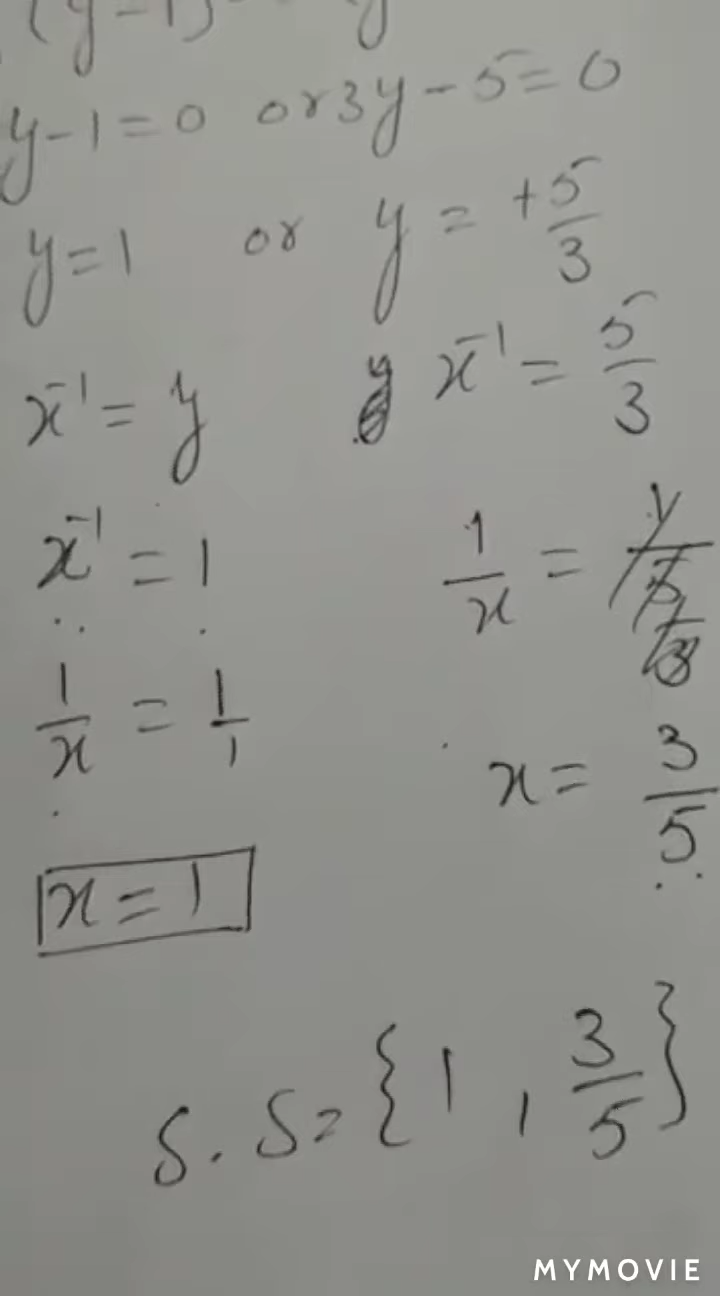 (y-1)
y-1=0 or 3y-5=0
y=1 or y=+5/3
x⁻¹=y x⁻¹=5/3
x⁻¹=1 1/x=
1/x=1/1 x=3/5
x=1
S.S={1, 3/5}
MYMOVIE